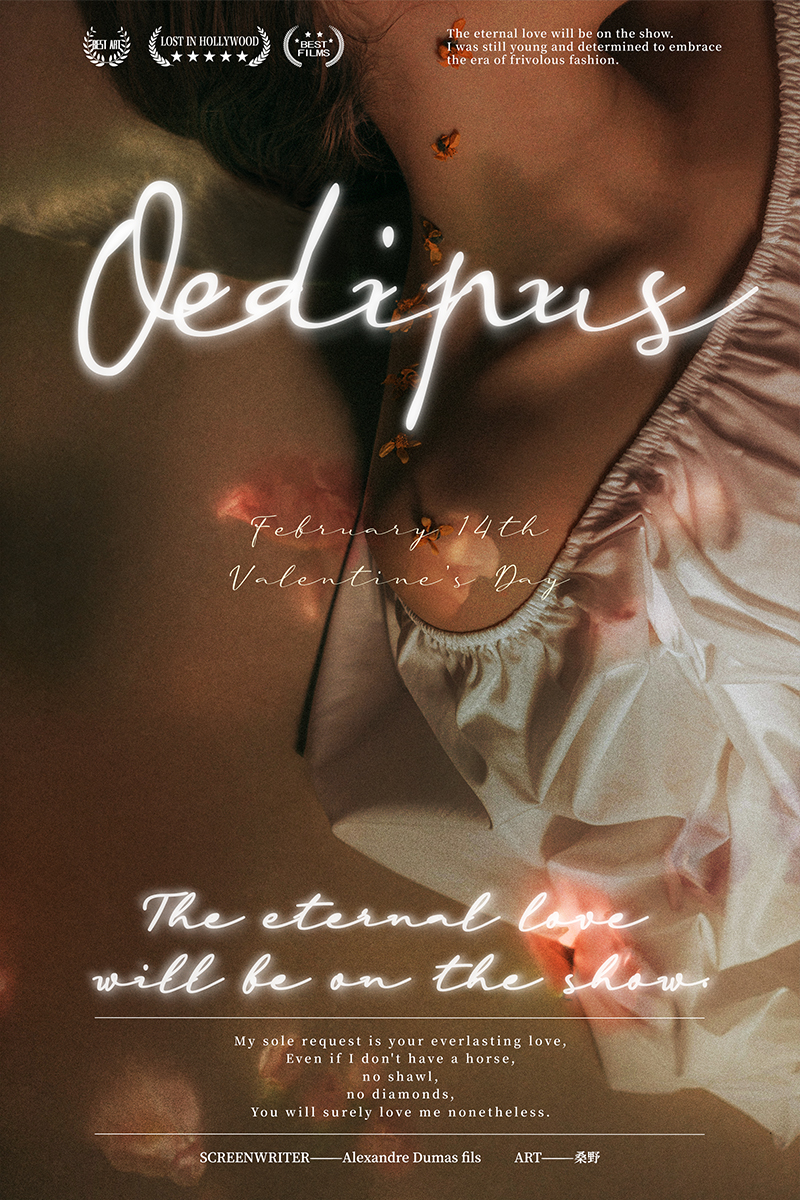 BEST ART
LOST IN HOLLYWOOD
BEST
FILMS
The eternal love will be on the show.
I was still young and determined to embrace
the era of frivolous fashion.
Oedipus
February 14th
Valentine's Day
The eternal love
will be on the show.
My sole request is your everlasting love,
Even if I don't have a horse,
no shawl,
no diamonds,
You will surely love me nonetheless.
SCREENWRITER——Alexandre Dumas fils ART——桑野